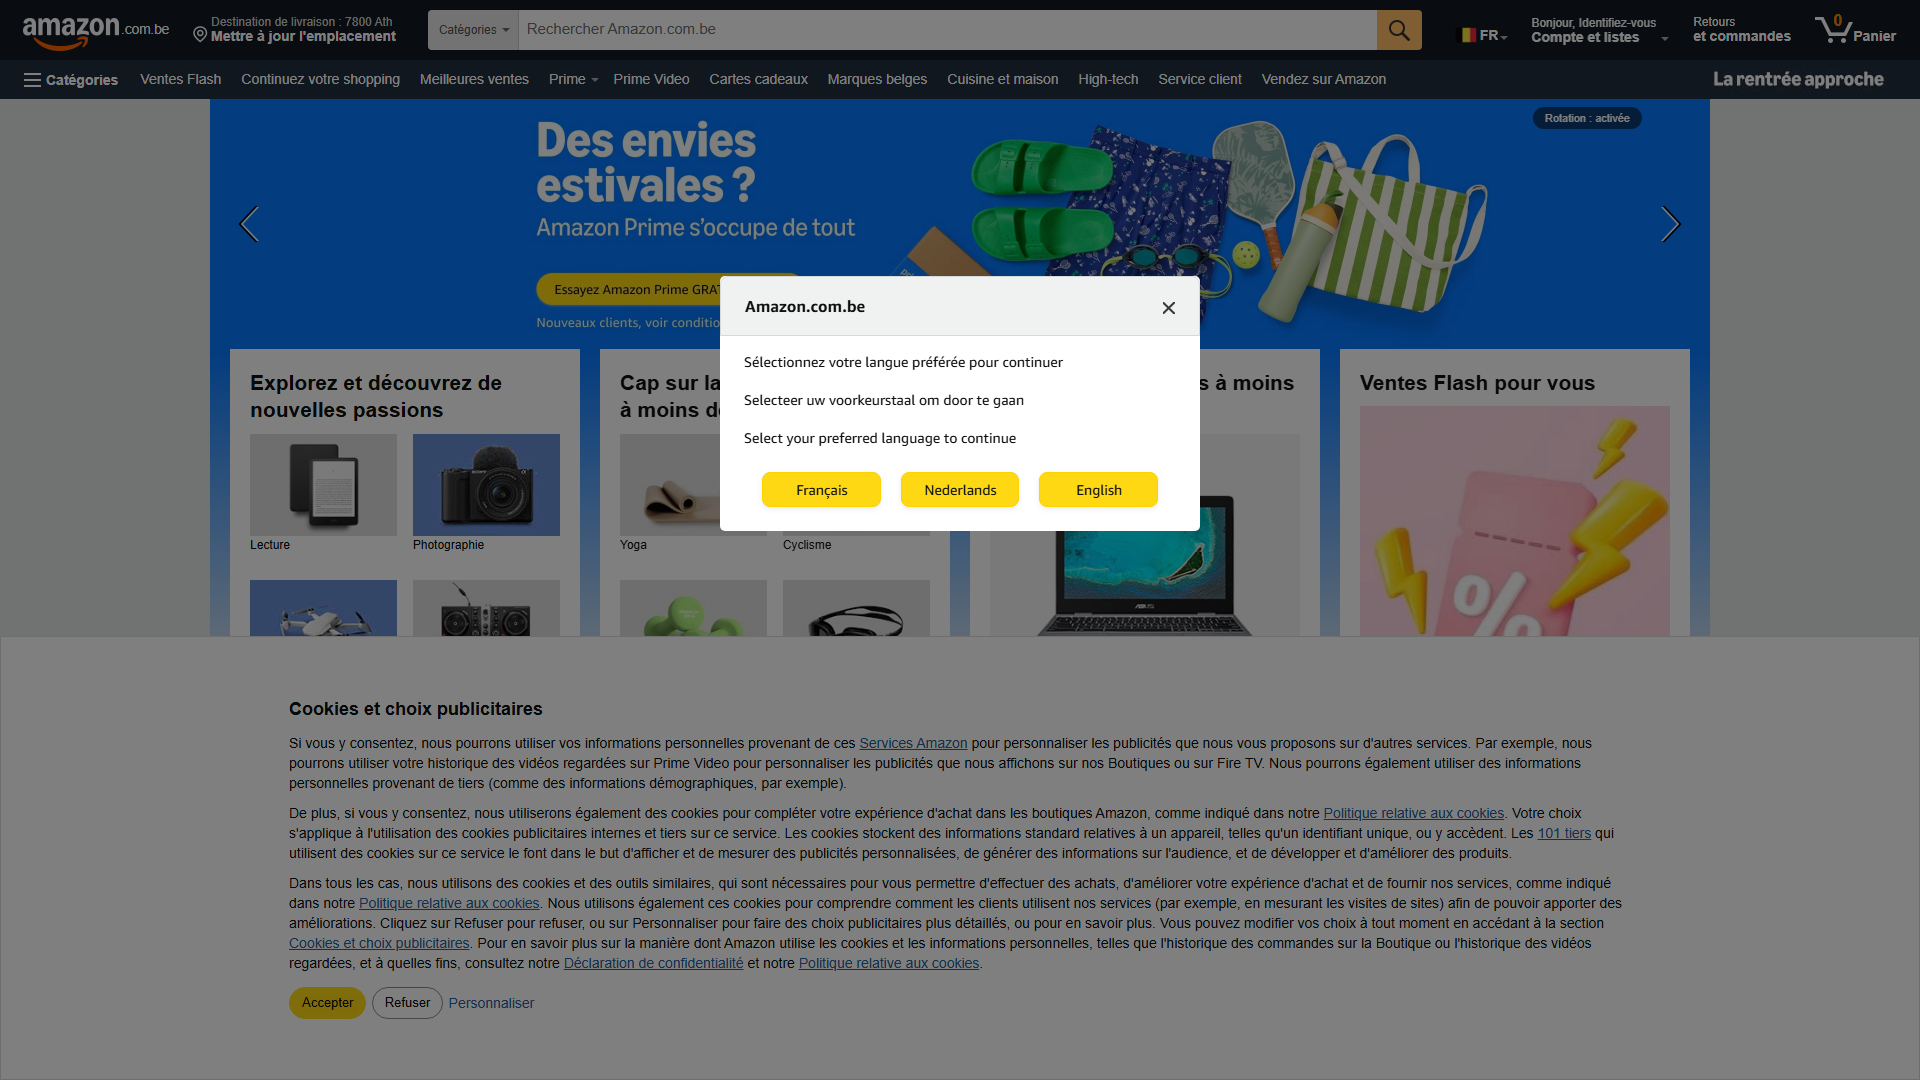 amazon.com.be
Destination de livraison : 7800 Ath
Mettre à jour l'emplacement
Catégories
Rechercher Amazon.com.be
FR
Bonjour, Identifiez-vous
Compte et listes
Retours
et commandes
0
Panier
Catégories
Ventes Flash
Continuez votre shopping
Meilleures ventes
Prime
Prime Video
Cartes cadeaux
Marques belges
Cuisine et maison
High-tech
Service client
Vendez sur Amazon
La rentrée approche
Rotation : activée
Des envies
estivales ?
Amazon Prime s'occupe de tout
Essayez Amazon Prime
Nouveaux clients, voir
Amazon.com.be
Sélectionnez votre langue préférée pour continuer
Selecteer uw voorkeurstaal om door te gaan
Select your preferred language to continue
Français
Nederlands
English
Explorez et découvrez de
nouvelles passions
Lecture
Photographie
Cap sur la
à moins
Yoga
Cyclisme
à moins
ASUS
Ventes Flash pour vous
%
Cookies et choix publicitaires
Si vous y consentez, nous pourrons utiliser vos informations personnelles provenant de ces Services Amazon pour personnaliser les publicités que nous vous proposons sur d'autres services. Par exemple, nous
pourrons utiliser votre historique des vidéos regardées sur Prime Video pour personnaliser les publicités que nous affichons sur nos Boutiques ou sur Fire TV. Nous pourrons également utiliser des informations
personnelles provenant de tiers (comme des informations démographiques, par exemple).
De plus, si vous y consentez, nous utiliserons également des cookies pour compléter votre expérience d'achat dans les boutiques Amazon, comme indiqué dans notre Politique relative aux cookies. Votre choix
s'applique à l'utilisation des cookies publicitaires internes et tiers sur ce service. Les cookies stockent des informations standard relatives à un appareil, telles qu'un identifiant unique, ou y accèdent. Les 101 tiers qui
utilisent des cookies sur ce service le font dans le but d'afficher et de mesurer des publicités personnalisées, de générer des informations sur l'audience, et de développer et d'améliorer des produits.
Dans tous les cas, nous utilisons des cookies et des outils similaires, qui sont nécessaires pour vous permettre d'effectuer des achats, d'améliorer votre expérience d'achat et de fournir nos services, comme indiqué
dans notre Politique relative aux cookies. Nous utilisons également ces cookies pour comprendre comment les clients utilisent nos services (par exemple, en mesurant les visites de sites) afin de pouvoir apporter des
améliorations. Cliquez sur Refuser pour refuser, ou sur Personnaliser pour faire des choix publicitaires plus détaillés, ou pour en savoir plus. Vous pouvez modifier vos choix à tout moment en accédant à la section
Cookies et choix publicitaires. Pour en savoir plus sur la manière dont Amazon utilise les cookies et les informations personnelles, telles que l'historique des commandes sur la Boutique ou l'historique des vidéos
regardées, et à quelles fins, consultez notre Déclaration de confidentialité et notre Politique relative aux cookies.
Accepter
Refuser
Personnaliser